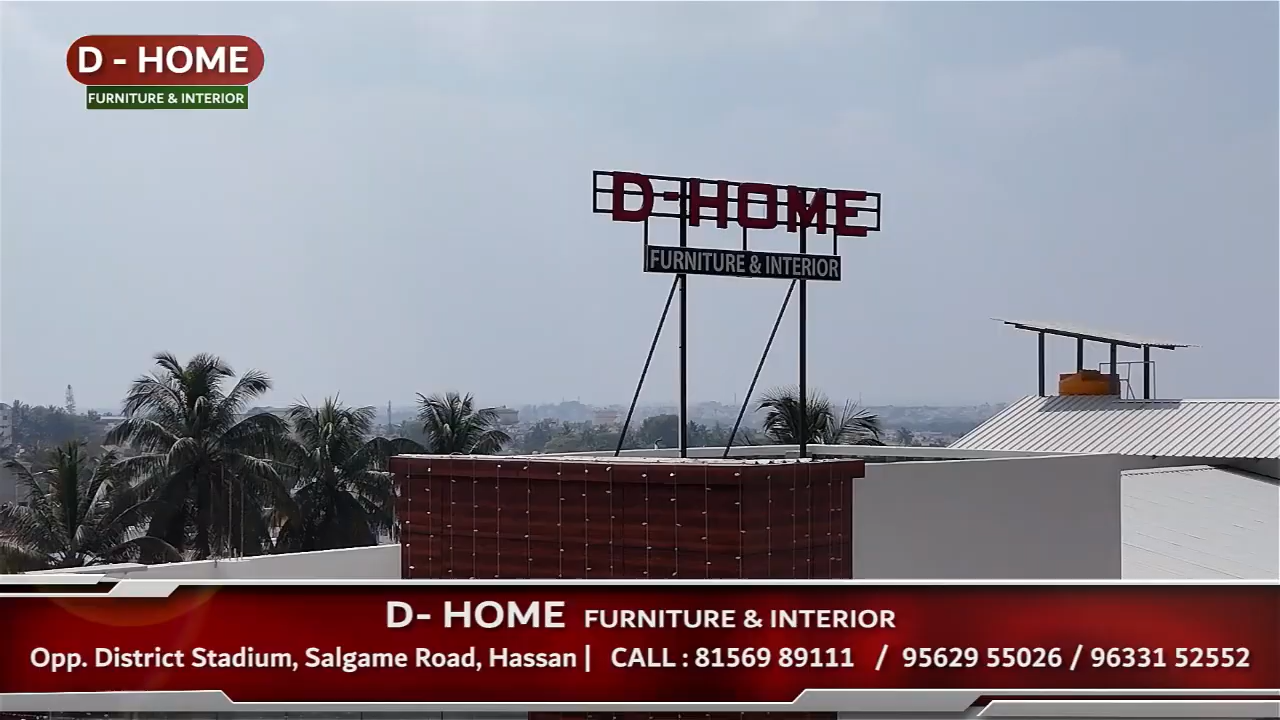 D - HOME
FURNITURE & INTERIOR
D-HOME
FURNITURE & INTERIOR
D- HOME FURNITURE & INTERIOR
Opp. District Stadium, Salgame Road, Hassan | CALL : 81569 89111 / 95629 55026 / 96331 52552